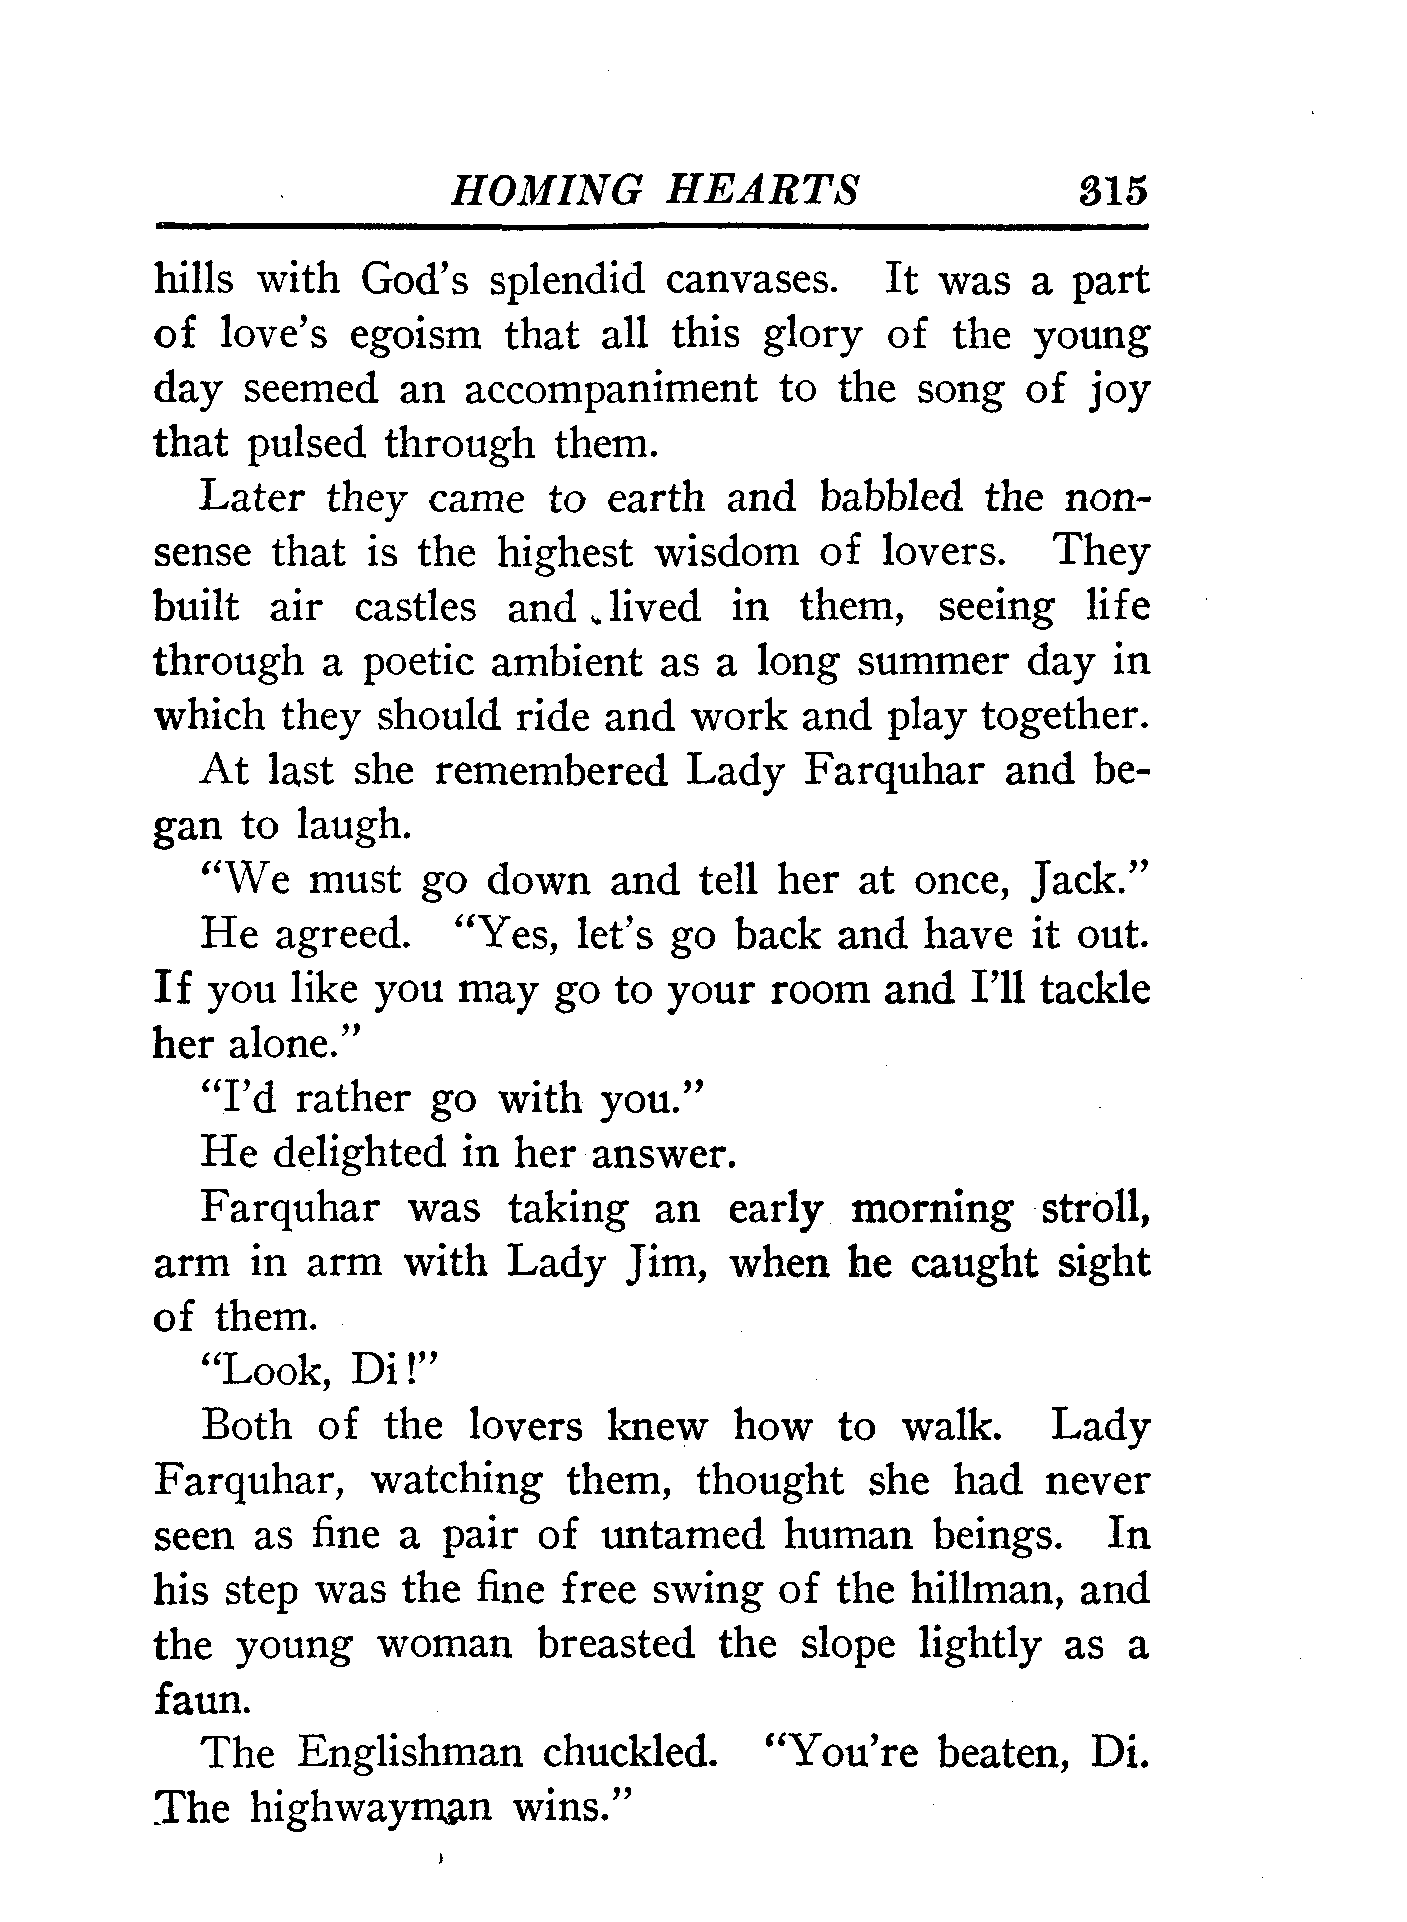 HOMING HEARTS 315
hills with God's splendid canvases. It was a part
of love's egoism that all this glory of the young
day seemed an accompaniment to the song of joy
that pulsed through them.
Later they came to earth and babbled the non-
sense that is the highest wisdom of lovers. They
built air castles and lived in them, seeing life
through a poetic ambient as a long summer day in
which they should ride and work and play together.
At last she remembered Lady Farquhar and be-
gan to laugh.
"We must go down and tell her at once, Jack."
He agreed. "Yes, let's go back and have it out.
If you like you may go to your room and I'll tackle
her alone."
"I'd rather go with you."
He delighted in her answer.
Farquhar was taking an early morning stroll,
arm in arm with Lady Jim, when he caught sight
of them.
"Look, Di!"
Both of the lovers knew how to walk. Lady
Farquhar, watching them, thought she had never
seen as fine a pair of untamed human beings. In
his step was the fine free swing of the hillman, and
the young woman breasted the slope lightly as a
faun.
The Englishman chuckled. "You're beaten, Di.
The highwayman wins."